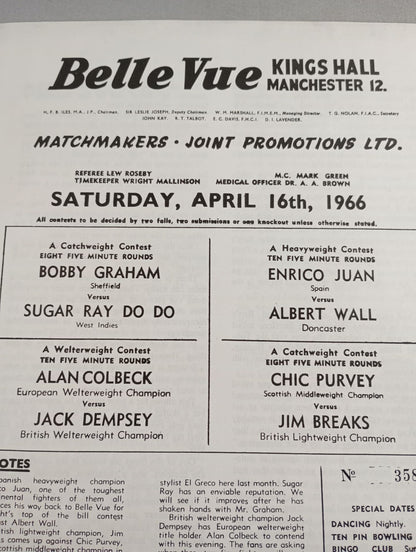 Belle Vue KINGS HALL
MANCHESTER 12.
H. F. B. ILES, M.A., J.P., Chairman. SIR LESLIE JOSEPH, Deputy Chairman. W. M. MARSHALL, F.I.M.E.M., Managing Director. T. G. NOLAN, F.I.A.C., Secretary
JOHN KAY. R. T. TALBOT. E. C. DAVIS, F.H.C.I. D. I. LAVENDER.
MATCHMAKERS • JOINT PROMOTIONS LTD.
REFEREE LEW ROSEBY M.C. MARK GREEN
TIMEKEEPER WRIGHT MALLINSON MEDICAL OFFICER DR. A. A. BROWN
SATURDAY, APRIL 16th, 1966
All contests to be decided by two falls, two submissions or one knockout unless otherwise stated.
A Catchweight Contest
EIGHT FIVE MINUTE ROUNDS
BOBBY GRAHAM
Sheffield
Versus
SUGAR RAY DO DO
West Indies
A Heavyweight Contest
TEN FIVE MINUTE ROUNDS
ENRICO JUAN
Spain
Versus
ALBERT WALL
Doncaster
A Welterweight Contest
TEN FIVE MINUTE ROUNDS
ALAN COLBECK
European Welterweight Champion
Versus
JACK DEMPSEY
British Welterweight Champion
A Catchweight Contest
EIGHT FIVE MINUTE ROUNDS
CHIC PURVEY
Scottish Middleweight Champion
Versus
JIM BREAKS
British Lightweight Champion
OTES
panish heavyweight champion
o Juan, one of the toughest
nental fighters of them all,
ces his way back to Belle Vue for
ght's top of the bill contest
st Albert Wall.
itish lightweight champion, Jim
s comes up against Chic Purvey,
stylist El Greco here last month. Sugar
Ray has an enviable reputation. We
will see if it improves after he has
shaken hands with Mr. Graham.
British welterweight champion Jack
Dempsey has European welterweight
title holder Alan Colbeck to contend
with this evening. The fans are asking
Nº 358
SPECIAL DATES
DANCING Nightly.
TEN PIN BOWLING
BINGO CLUB